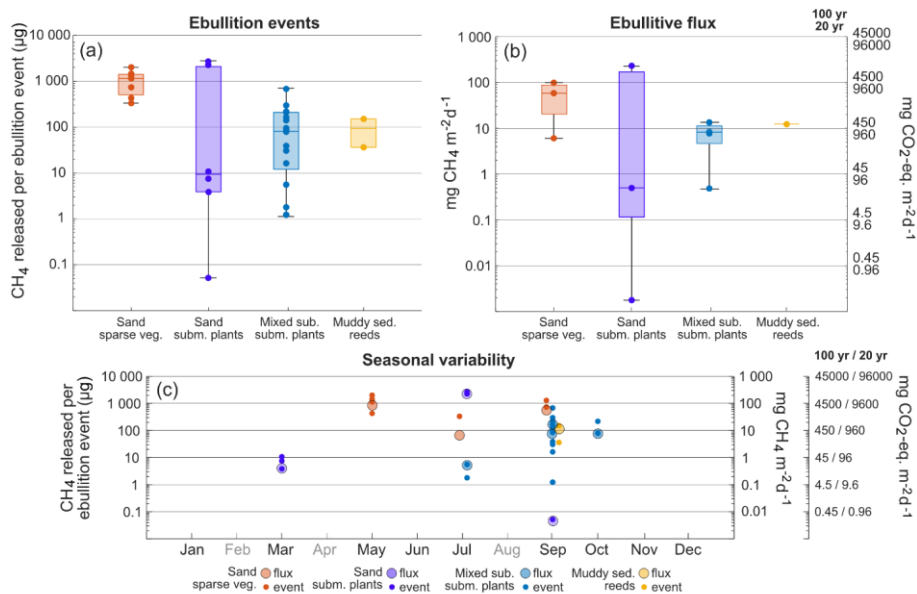 Ebullition events
(a)
CH4 released per ebullition event (µg)
10 000
1 000
100
10
1
0.1
Sand
sparse veg.
Sand
subm. plants
Mixed sub.
subm. plants
Muddy sed.
reeds
Ebullitive flux
(b)
mg CH4 m-2d-1
1 000
100
10
1
0.1
0.01
100 yr
20 yr
45000
96000
4500
9600
450
960
45
96
4.5
9.6
0.45
0.96
mg CO2-eq. m-2d-1
Sand
sparse veg.
Sand
subm. plants
Mixed sub.
subm. plants
Muddy sed.
reeds
Seasonal variability
(c)
CH4 released per
ebullition event (µg)
10 000
1 000
100
10
1
0.1
Jan Feb Mar Apr May Jun Jul Aug Sep Oct Nov Dec
1 000
100
10
1
0.1
0.01
mg CH4 m-2d-1
100 yr / 20 yr
45000 / 96000
4500 / 9600
450 / 960
45 / 96
4.5 / 9.6
0.45 / 0.96
mg CO2-eq. m-2d-1
Sand
sparse veg.
flux
event
Sand
subm. plants
flux
event
Mixed sub.
subm. plants
flux
event
Muddy sed.
reeds
flux
event